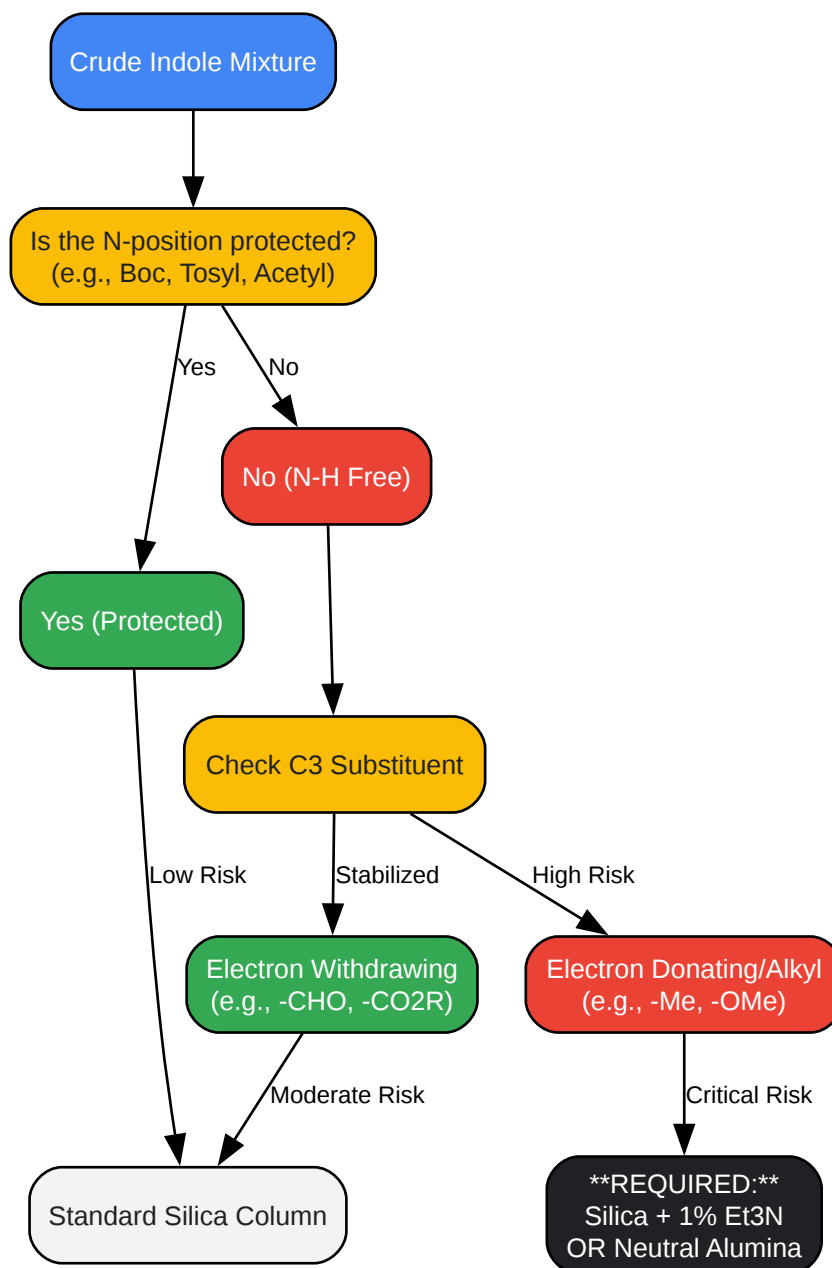 Crude Indole Mixture
Is the N-position protected?
(e.g., Boc, Tosyl, Acetyl)
Yes
No
No (N-H Free)
Yes (Protected)
Check C3 Substituent
Low Risk
Stabilized
High Risk
Electron Withdrawing
(e.g., -CHO, -CO2R)
Electron Donating/Alkyl
(e.g., -Me, -OMe)
Moderate Risk
Critical Risk
Standard Silica Column
**REQUIRED:**
Silica + 1% Et3N
OR Neutral Alumina